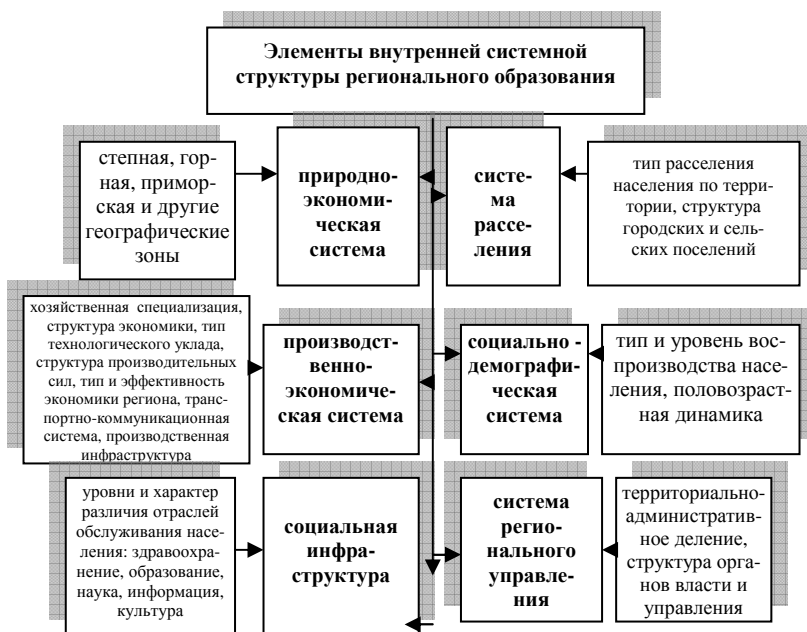 Элементы внутренней системной
структуры регионального образования
степная, гор-
ная, примор-
ская и другие
географические
зоны
природно-
экономи-
ческая
система
систе-
ма
рассе-
ления
тип расселения
населения по терри-
тории, структура
городских и сель-
ских поселений
хозяйственная специализация,
структура экономики, тип
технологического уклада,
структура производительных
сил, тип и эффективность
экономики региона, транс-
портно-коммуникационная
система, производственная
инфраструктура
производст-
венно-
экономиче-
ская система
социально -
демографи-
ческая
система
тип и уровень вос-
производства насе-
ления, половозраст-
ная динамика
уровни и характер
различия отраслей
обслуживания насе-
ления: здравоохра-
нение, образование,
наука, информация,
культура
социальная
инфра-
структура
система
регио-
нального
управле-
ния
территориально-
административ-
ное деление,
структура орга-
нов власти и
управления